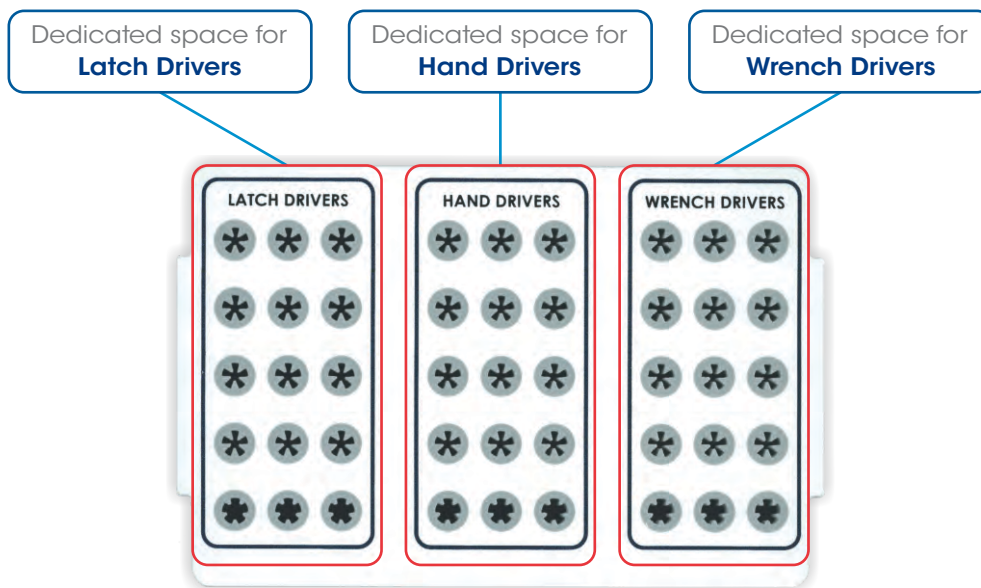 Dedicated space for
Latch Drivers
Dedicated space for
Hand Drivers
Dedicated space for
Wrench Drivers
LATCH DRIVERS
HAND DRIVERS
WRENCH DRIVERS